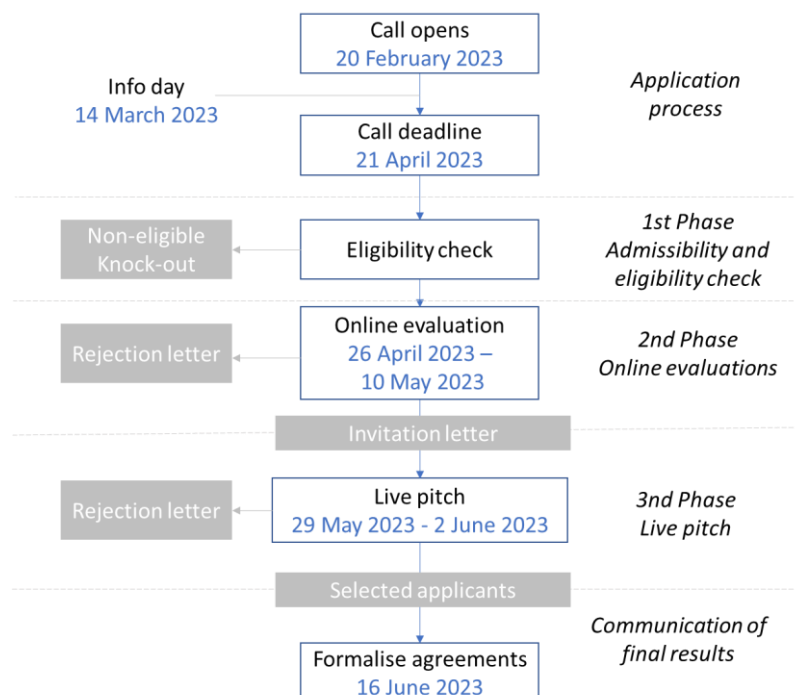 Call opens
20 February 2023
Info day
14 March 2023
Application
process
Call deadline
21 April 2023
Non-eligible
Knock-out
Eligibility check
1st Phase
Admissibility and
eligibility check
Rejection letter
Online evaluation
26 April 2023 –
10 May 2023
2nd Phase
Online evaluations
Invitation letter
Rejection letter
Live pitch
29 May 2023 - 2 June 2023
3nd Phase
Live pitch
Selected applicants
Communication of
final results
Formalise agreements
16 June 2023